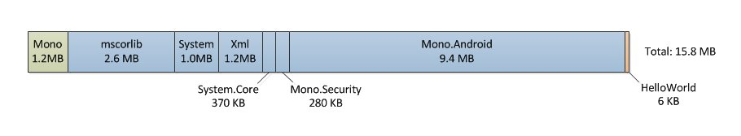 Mono
1.2MB
mscorlib
2.6 MB
System
1.0MB
Xml
1.2MB
Mono.Android
9.4 MB
Total: 15.8 MB
System.Core
370 KB
Mono.Security
280 KB
HelloWorld
6 KB